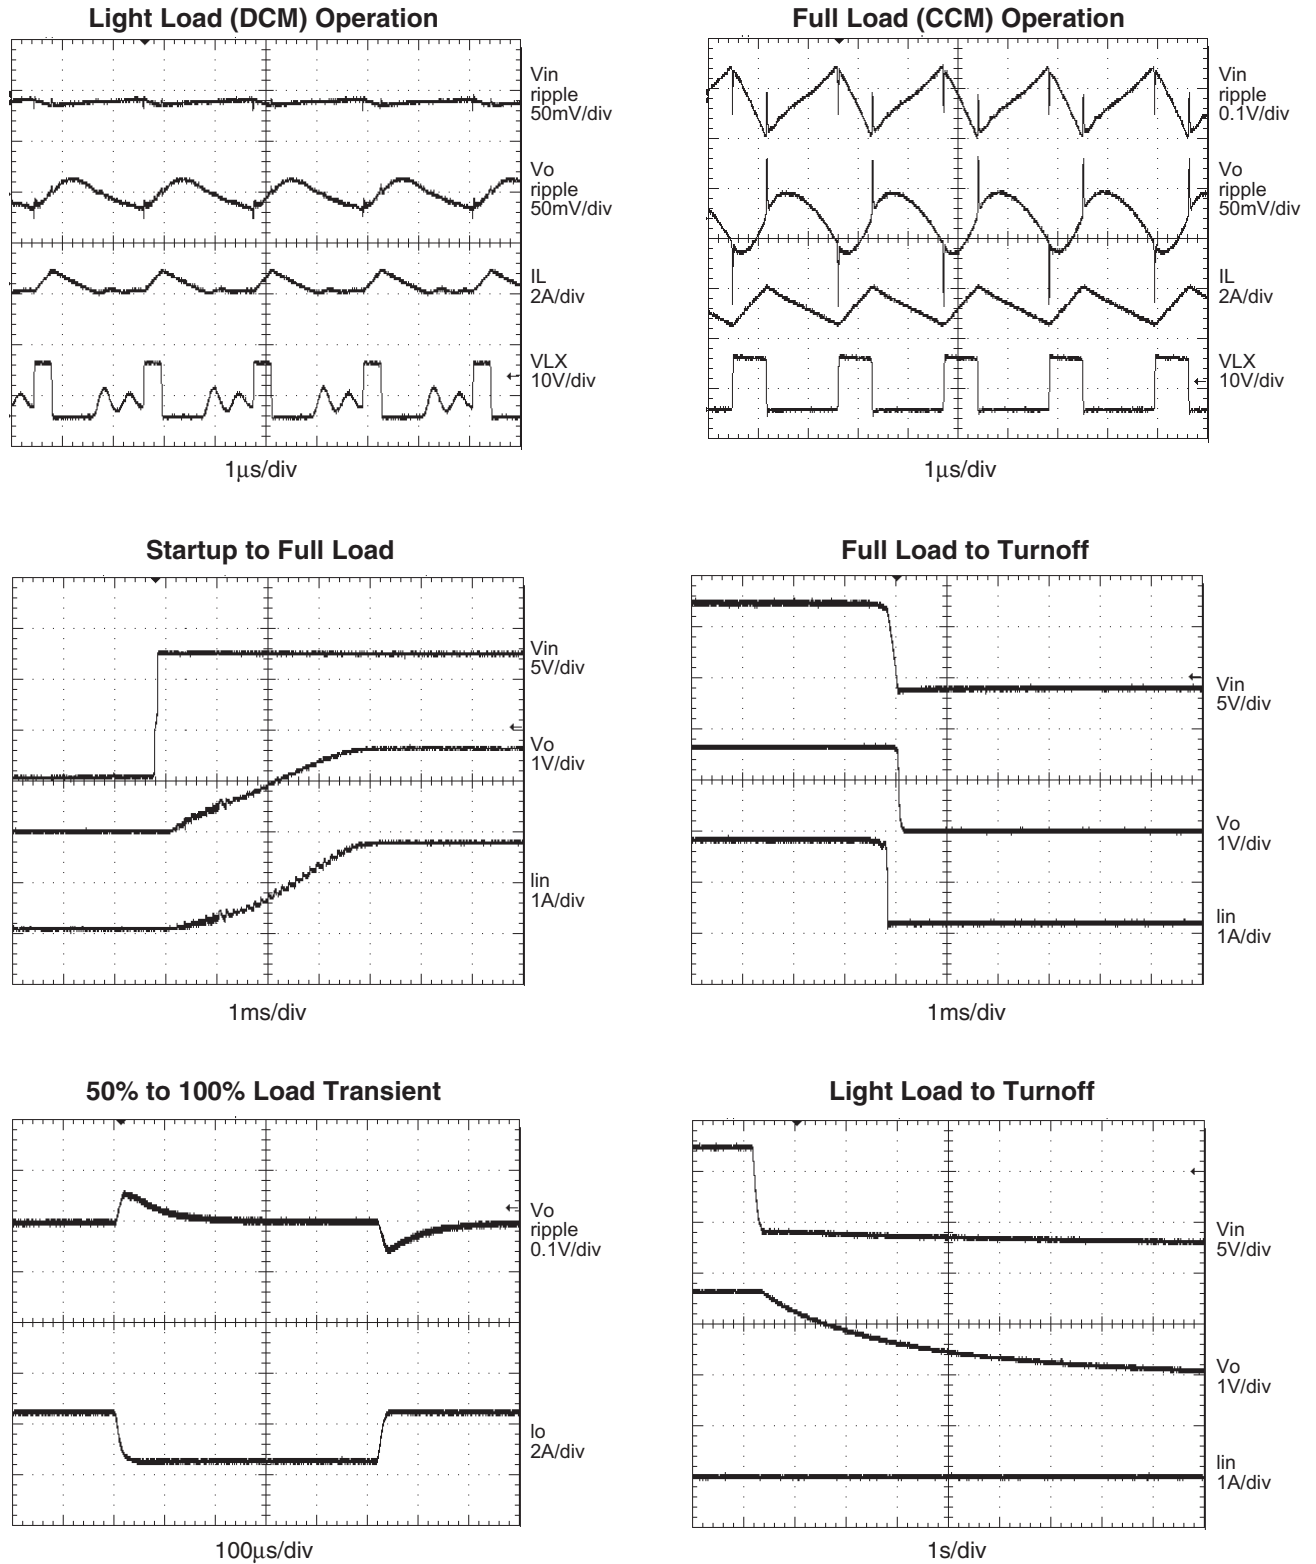 Light Load (DCM) Operation
Vin
ripple
50mV/div
Vo
ripple
50mV/div
IL
2A/div
VLX
10V/div
1μs/div
Full Load (CCM) Operation
Vin
ripple
0.1V/div
Vo
ripple
50mV/div
IL
2A/div
VLX
10V/div
1μs/div
Startup to Full Load
Vin
5V/div
Vo
1V/div
Iin
1A/div
1ms/div
Full Load to Turnoff
Vin
5V/div
Vo
1V/div
Iin
1A/div
1ms/div
50% to 100% Load Transient
Vo
ripple
0.1V/div
Io
2A/div
100μs/div
Light Load to Turnoff
Vin
5V/div
Vo
1V/div
Iin
1A/div
1s/div